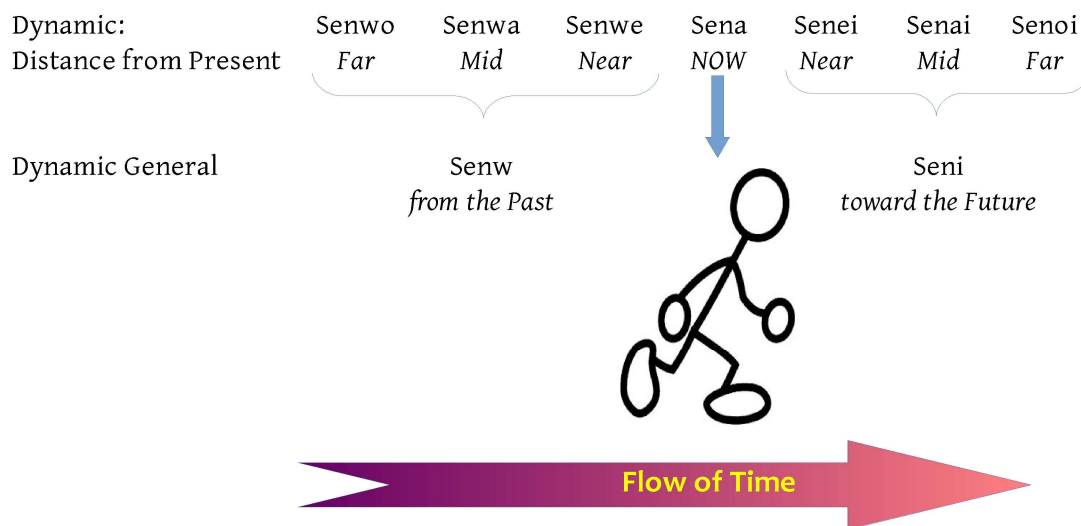 Dynamic: Senwo Senwa Senwe Sena Senei Senai Senoi
Distance from Present Far Mid Near NOW Near Mid Far
Dynamic General Senw Seni
from the Past toward the Future
Flow of Time